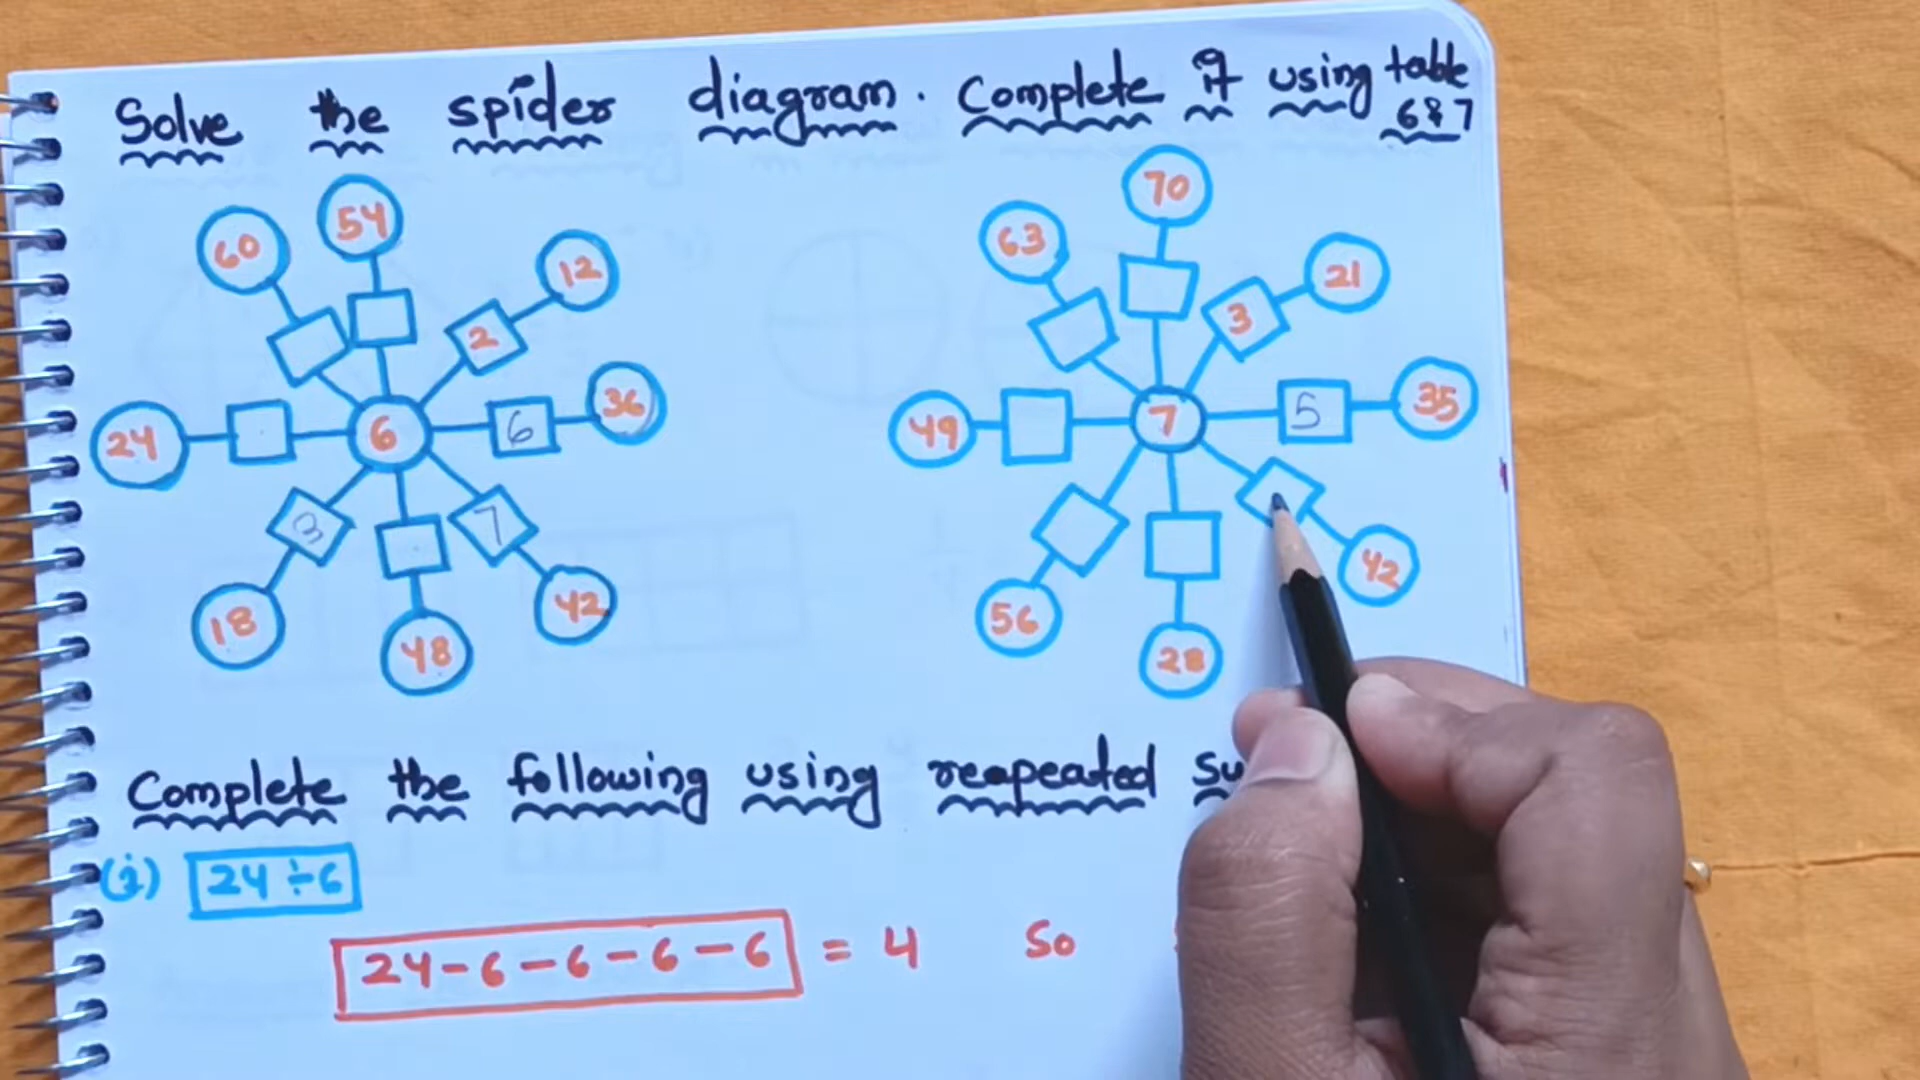 Solve the spider diagram. Complete it using table
6 & 7
60 54 12
2
24 6 6 36
3 7
18 48 42
70
63 21
3
49 7 5 35
56 28 42
Complete the following using reapeated
(i) 24 ÷ 6
24 - 6 - 6 - 6 - 6 = 4 So